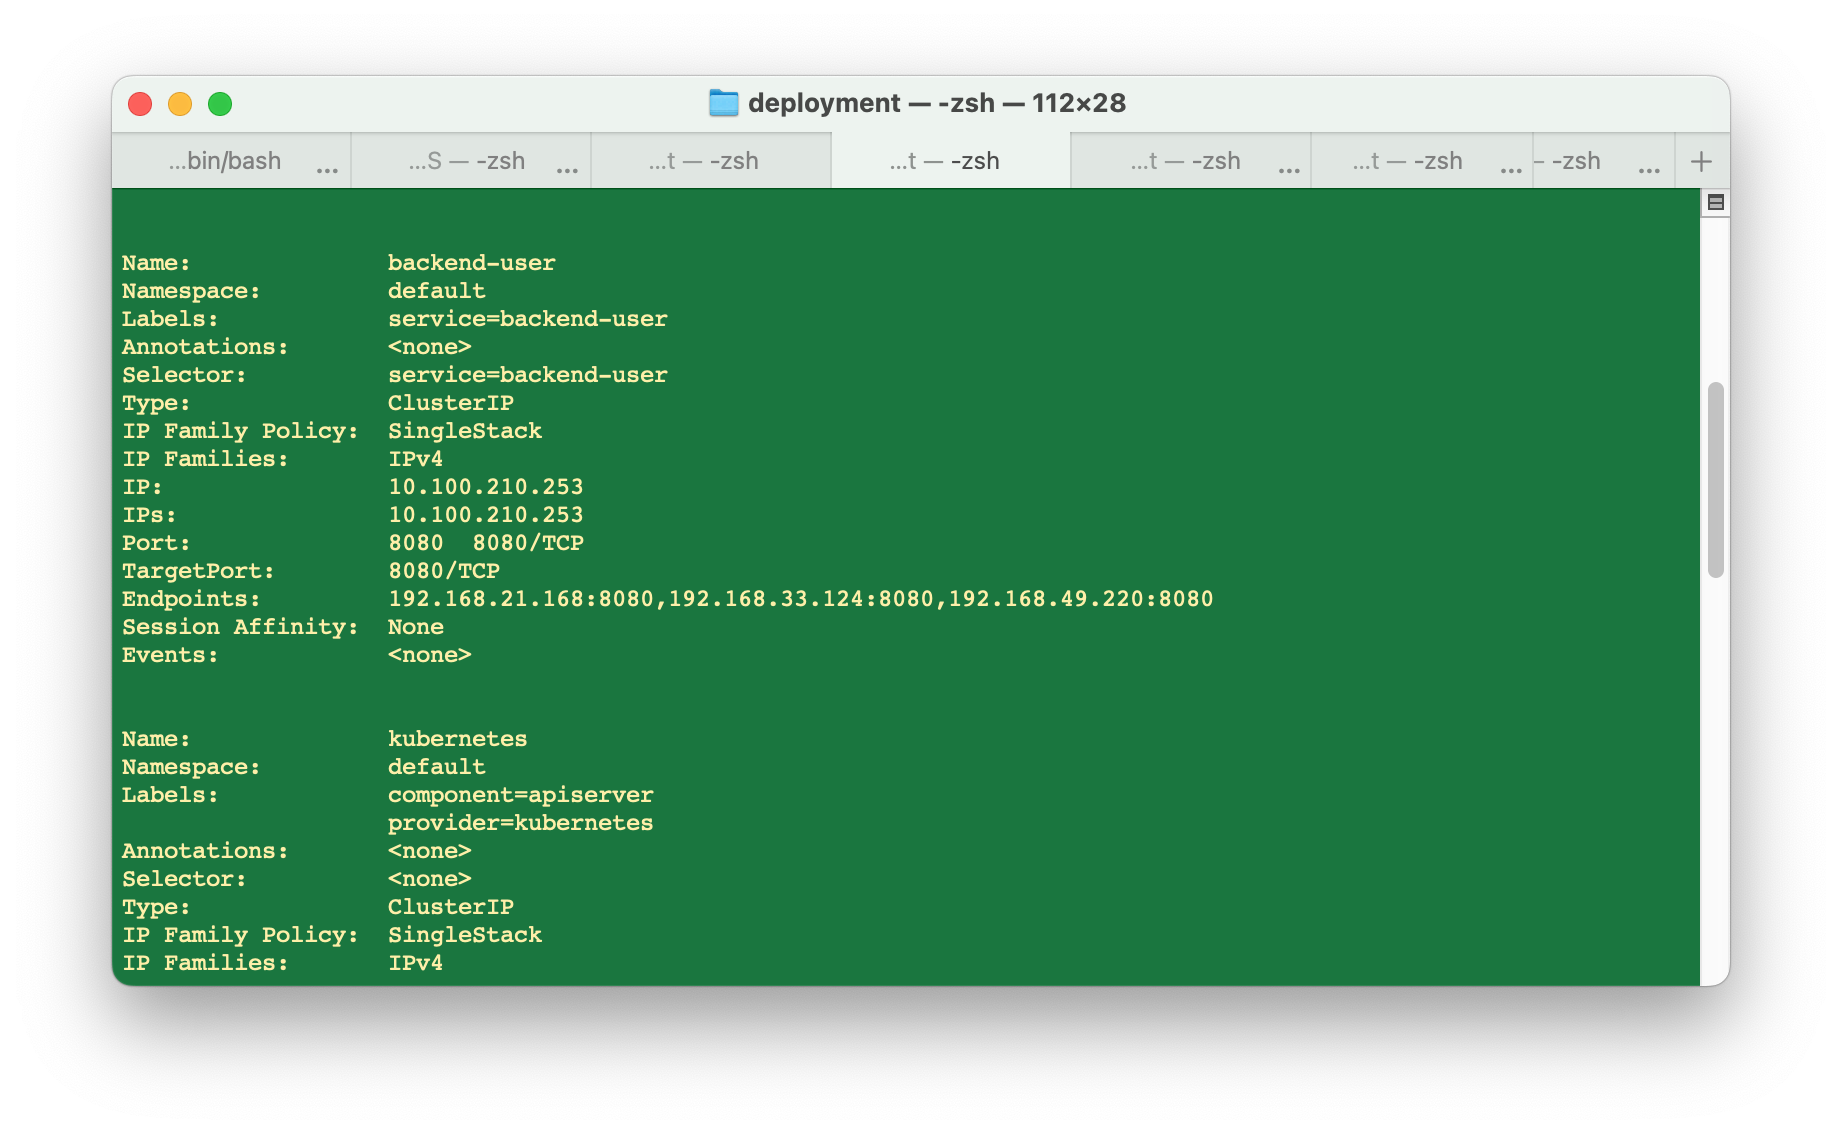 deployment — -zsh — 112×28
...bin/bash ... ...S — -zsh ... ...t — -zsh ...t — -zsh ...t — -zsh ... ...t — -zsh ... – -zsh ... +
Name: backend-user
Namespace: default
Labels: service=backend-user
Annotations: <none>
Selector: service=backend-user
Type: ClusterIP
IP Family Policy: SingleStack
IP Families: IPv4
IP: 10.100.210.253
IPs: 10.100.210.253
Port: 8080 8080/TCP
TargetPort: 8080/TCP
Endpoints: 192.168.21.168:8080,192.168.33.124:8080,192.168.49.220:8080
Session Affinity: None
Events: <none>
Name: kubernetes
Namespace: default
Labels: component=apiserver
provider=kubernetes
Annotations: <none>
Selector: <none>
Type: ClusterIP
IP Family Policy: SingleStack
IP Families: IPv4